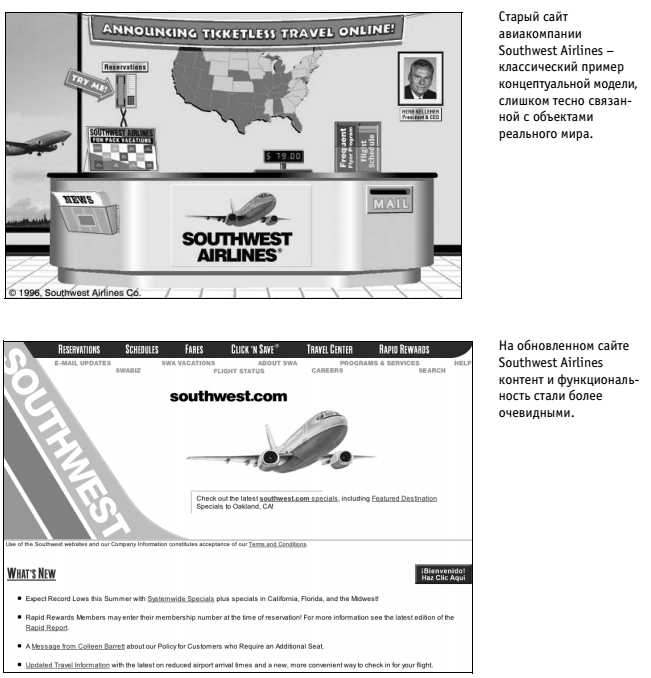 ANNOUNCING TICKETLESS TRAVEL ONLINE!
Reservations
TRY ME!
HERB KELLEHER
President & CEO
SOUTHWEST AIRLINES
FUN PACK VACATIONS
$ 79.00
Frequent
Flyer Program
Flight
Schedule
NEWS
MAIL
SOUTHWEST
AIRLINES®
© 1996, Southwest Airlines Co.
Старый сайт
авиакомпании
Southwest Airlines –
классический пример
концептуальной модели,
слишком тесно связан-
ной с объектами
реального мира.
RESERVATIONS SCHEDULES FARES CLICK 'N SAVE® TRAVEL CENTER RAPID REWARDS
E-MAIL UPDATES SWA VACATIONS ABOUT SWA PROGRAMS & SERVICES HELP
SWABIZ FLIGHT STATUS CAREERS SEARCH
SOUTHWEST
southwest.com
Check out the latest southwest.com specials, including Featured Destination
Specials to Oakland, CA!
Use of the Southwest websites and our Company Information constitutes acceptance of our Terms and Conditions.
WHAT'S NEW
¡Bienvenido!
Haz Clic Aquí
Expect Record Lows this Summer with Systemwide Specials plus specials in California, Florida, and the Midwest!
Rapid Rewards Members may enter their membership number at the time of reservation! For more information see the latest edition of the
Rapid Report.
A Message from Colleen Barrett about our Policy for Customers who Require an Additional Seat.
Updated Travel Information with the latest on reduced airport arrival times and a new, more convenient way to check in for your flight.
На обновленном сайте
Southwest Airlines
контент и функциональ-
ность стали более
очевидными.